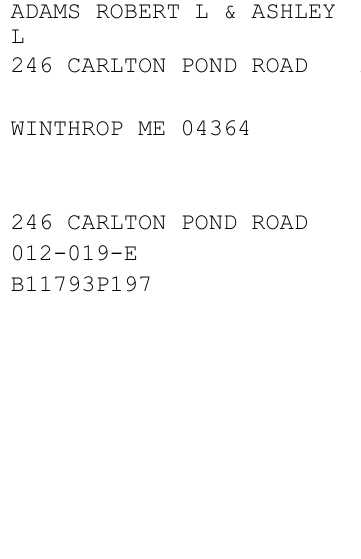 ADAMS ROBERT L & ASHLEY
L
246 CARLTON POND ROAD
WINTHROP ME 04364
246 CARLTON POND ROAD
012-019-E
B11793P197